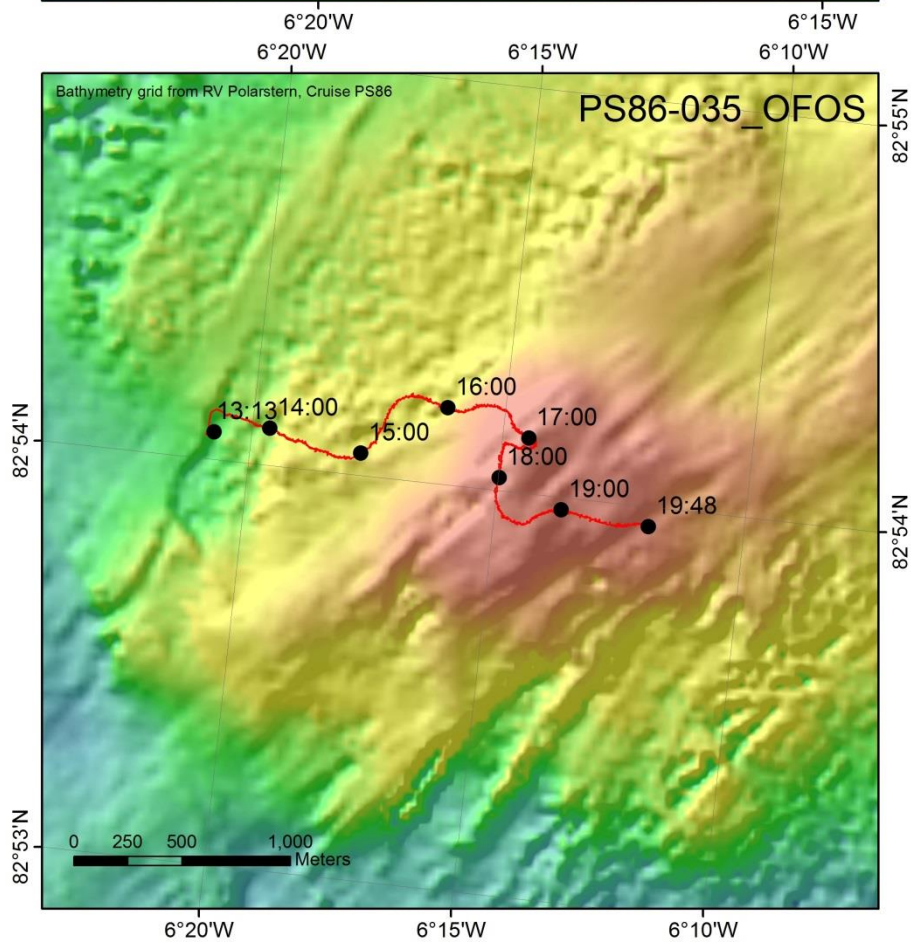 6°20'W 6°15'W
6°20'W 6°15'W 6°10'W
Bathymetry grid from RV Polarstern, Cruise PS86
PS86-035_OFOS
82°55'N
16:00
13:13 14:00
17:00
82°54'N
15:00
18:00
19:00
19:48
82°54'N
0 250 500 1,000
Meters
82°53'N
6°20'W 6°15'W 6°10'W